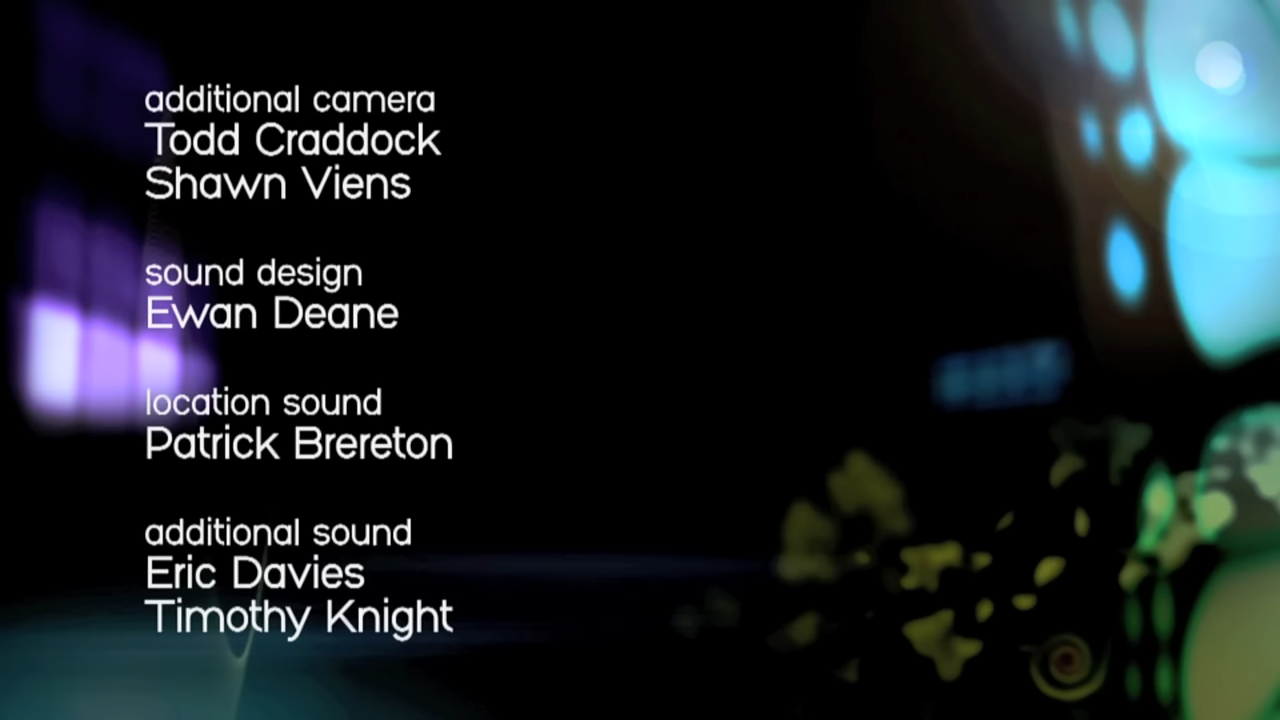 additional camera
Todd Craddock
Shawn Viens
sound design
Ewan Deane
location sound
Patrick Brereton
additional sound
Eric Davies
Timothy Knight